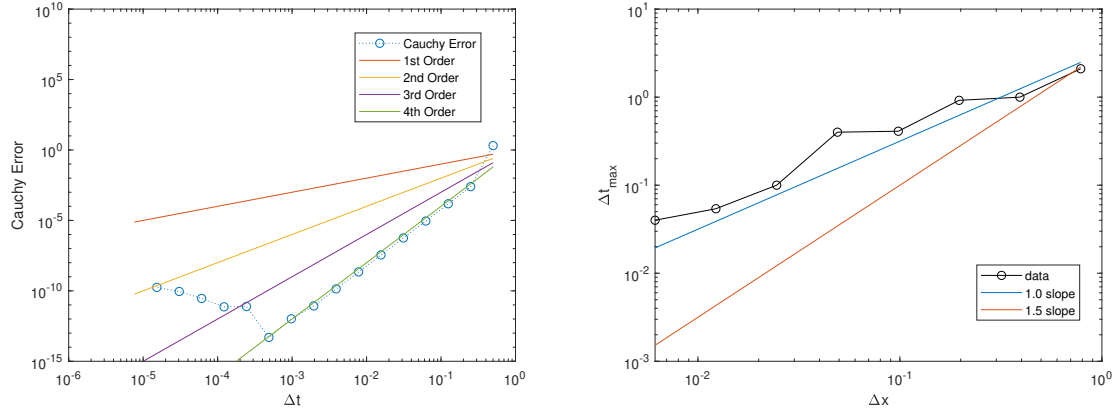 10^10
10^5
10^0
10^-5
10^-10
10^-15
Cauchy Error
Cauchy Error
1st Order
2nd Order
3rd Order
4th Order
10^-6
10^-5
10^-4
10^-3
10^-2
10^-1
10^0
Δt
10^1
10^0
10^-1
10^-2
10^-3
Δt_max
data
1.0 slope
1.5 slope
10^-2
10^-1
10^0
Δx